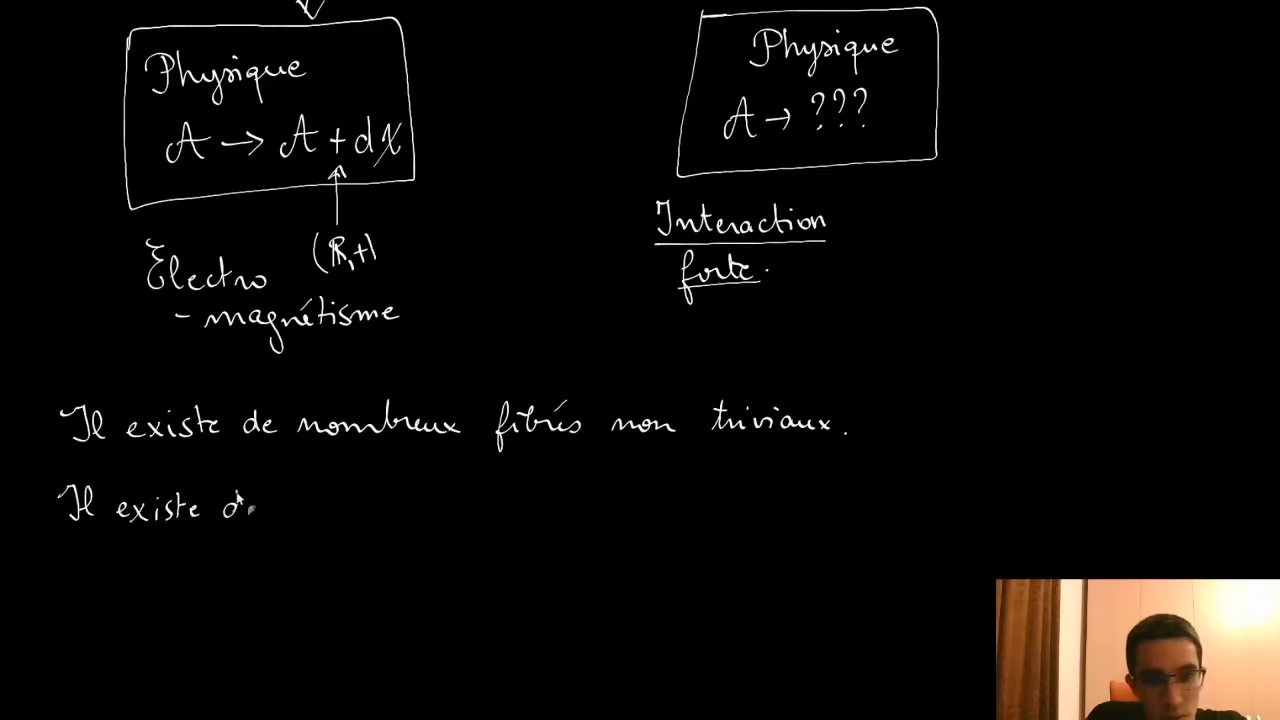 Physique
A → A + dχ
(ℝ,+)
Électro
- magnétisme
Physique
A → ???
Interaction
forte.
Il existe de nombreux fibrés non triviaux.
Il existe